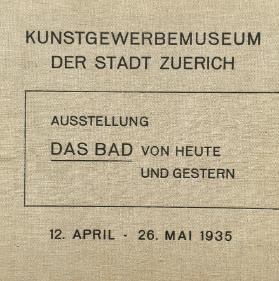 KUNSTGEWERBEMUSEUM
DER STADT ZUERICH
AUSSTELLUNG
DAS BAD VON HEUTE
UND GESTERN
12. APRIL - 26. MAI 1935